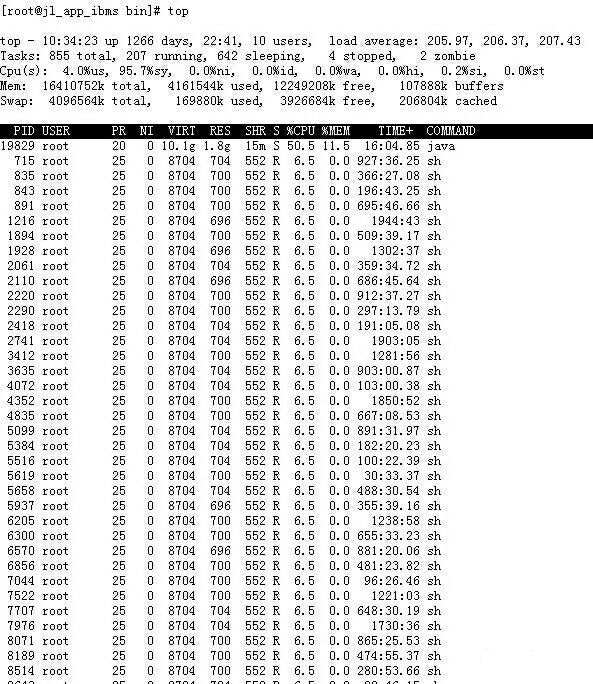 [root@jl_app_ibms bin]# top
top - 10:34:23 up 1266 days, 22:41, 10 users,  load average: 205.97, 206.37, 207.43
Tasks: 855 total, 207 running, 642 sleeping,   4 stopped,   2 zombie
Cpu(s):  4.0%us, 95.7%sy,  0.0%ni,  0.0%id,  0.0%wa,  0.0%hi,  0.2%si,  0.0%st
Mem:  16410752k total,  4161544k used, 12249208k free,   107888k buffers
Swap:  4096564k total,   169880k used,  3926684k free,   206804k cached
PID USER      PR  NI  VIRT  RES  SHR S %CPU %MEM    TIME+  COMMAND
19829 root      20   0 10.1g 1.8g  15m S 50.5 11.5  16:04.85 java
715 root      25   0  8704  704  552 R  6.5  0.0 927:36.25 sh
835 root      25   0  8704  700  552 R  6.5  0.0 366:27.08 sh
843 root      25   0  8704  700  552 R  6.5  0.0 196:43.25 sh
891 root      25   0  8704  700  552 R  6.5  0.0 695:46.66 sh
1216 root      25   0  8704  696  552 R  6.5  0.0   1944:43 sh
1894 root      25   0  8704  700  552 R  6.5  0.0 509:39.17 sh
1928 root      25   0  8704  696  552 R  6.5  0.0   1302:37 sh
2061 root      25   0  8704  704  552 R  6.5  0.0 359:34.72 sh
2110 root      25   0  8704  696  552 R  6.5  0.0 686:45.64 sh
2220 root      25   0  8704  700  552 R  6.5  0.0 912:37.27 sh
2290 root      25   0  8704  700  552 R  6.5  0.0 297:13.79 sh
2418 root      25   0  8704  704  552 R  6.5  0.0 191:05.08 sh
2741 root      25   0  8704  704  552 R  6.5  0.0   1903:05 sh
3412 root      25   0  8704  700  552 R  6.5  0.0   1281:56 sh
3635 root      25   0  8704  704  552 R  6.5  0.0 903:00.87 sh
4072 root      25   0  8704  704  552 R  6.5  0.0 103:00.38 sh
4352 root      25   0  8704  700  552 R  6.5  0.0   1850:52 sh
4835 root      25   0  8704  700  552 R  6.5  0.0 667:08.53 sh
5099 root      25   0  8704  704  552 R  6.5  0.0 891:31.97 sh
5384 root      25   0  8704  704  552 R  6.5  0.0 182:20.23 sh
5516 root      25   0  8704  704  552 R  6.5  0.0 100:22.39 sh
5619 root      25   0  8704  700  552 R  6.5  0.0  30:33.37 sh
5658 root      25   0  8704  704  552 R  6.5  0.0 488:30.54 sh
5937 root      25   0  8704  696  552 R  6.5  0.0 355:39.16 sh
6205 root      25   0  8704  700  552 R  6.5  0.0   1238:58 sh
6300 root      25   0  8704  700  552 R  6.5  0.0 655:33.23 sh
6570 root      25   0  8704  696  552 R  6.5  0.0 881:20.06 sh
6856 root      25   0  8704  700  552 R  6.5  0.0 481:23.82 sh
7044 root      25   0  8704  700  552 R  6.5  0.0  96:26.46 sh
7522 root      25   0  8704  700  552 R  6.5  0.0   1221:03 sh
7707 root      25   0  8704  704  552 R  6.5  0.0 648:30.19 sh
7976 root      25   0  8704  704  552 R  6.5  0.0   1730:36 sh
8071 root      25   0  8704  700  552 R  6.5  0.0 865:25.53 sh
8189 root      25   0  8704  700  552 R  6.5  0.0 474:55.37 sh
8514 root      25   0  8704  700  552 R  6.5  0.0 280:53.66 sh